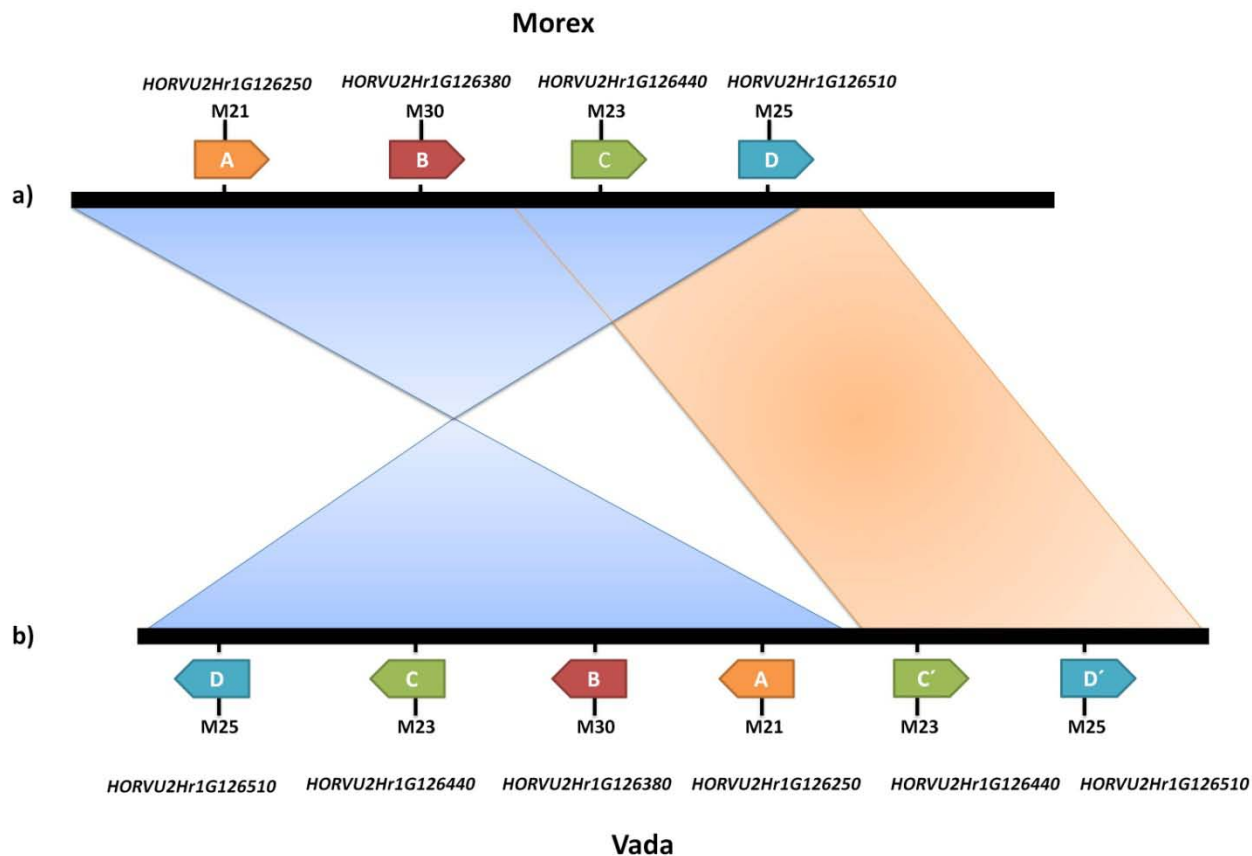 Morex
HORVU2Hr1G126250 HORVU2Hr1G126380 HORVU2Hr1G126440 HORVU2Hr1G126510
M21 M30 M23 M25
A B C D
a)
b)
D C B A C´ D´
M25 M23 M30 M21 M23 M25
HORVU2Hr1G126510 HORVU2Hr1G126440 HORVU2Hr1G126380 HORVU2Hr1G126250 HORVU2Hr1G126440 HORVU2Hr1G126510
Vada